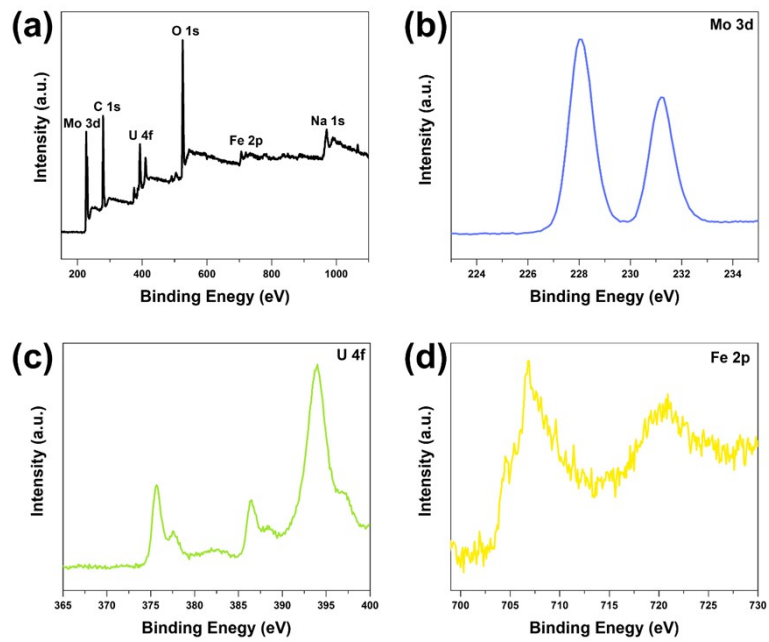 (a)
Mo 3d
C 1s
U 4f
O 1s
Fe 2p
Na 1s
Intensity (a.u.)
200 400 600 800 1000
Binding Enegy (eV)
(b)
Mo 3d
Intensity (a.u.)
224 226 228 230 232 234
Binding Enegy (eV)
(c)
U 4f
Intensity (a.u.)
365 370 375 380 385 390 395 400
Binding Enegy (eV)
(d)
Fe 2p
Intensity (a.u.)
700 705 710 715 720 725 730
Binding Enegy (eV)